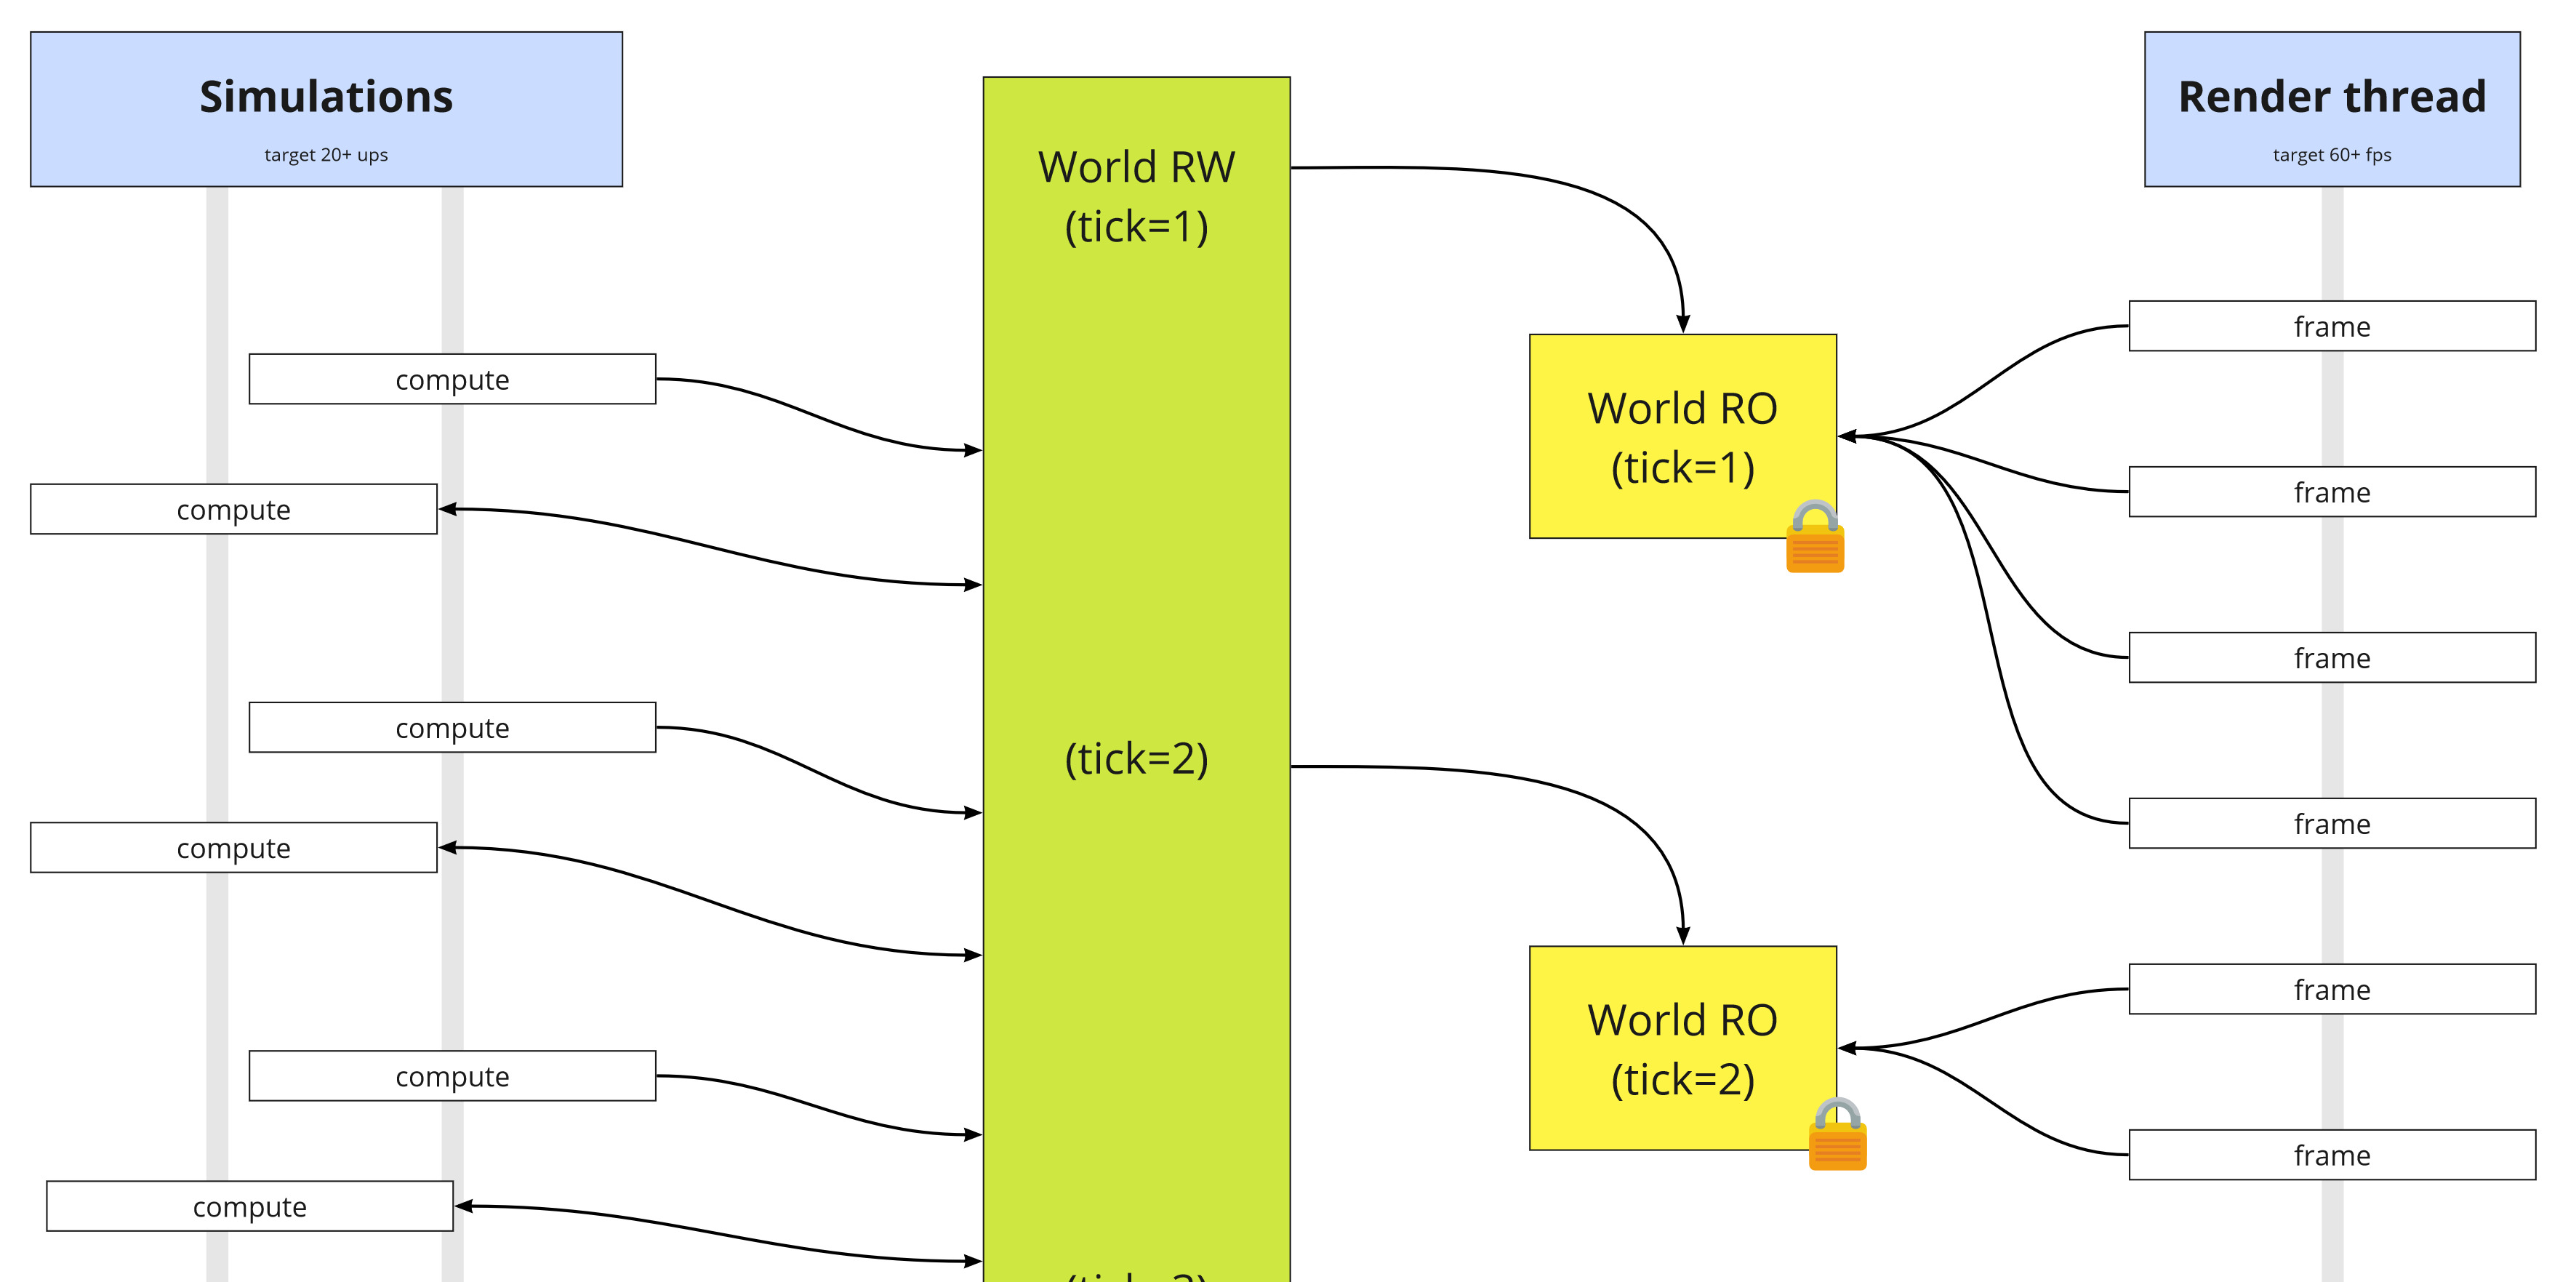 Simulations
target 20+ ups
compute
compute
compute
compute
compute
compute
World RW
(tick=1)
(tick=2)
World RO
(tick=1)
World RO
(tick=2)
Render thread
target 60+ fps
frame
frame
frame
frame
frame
frame